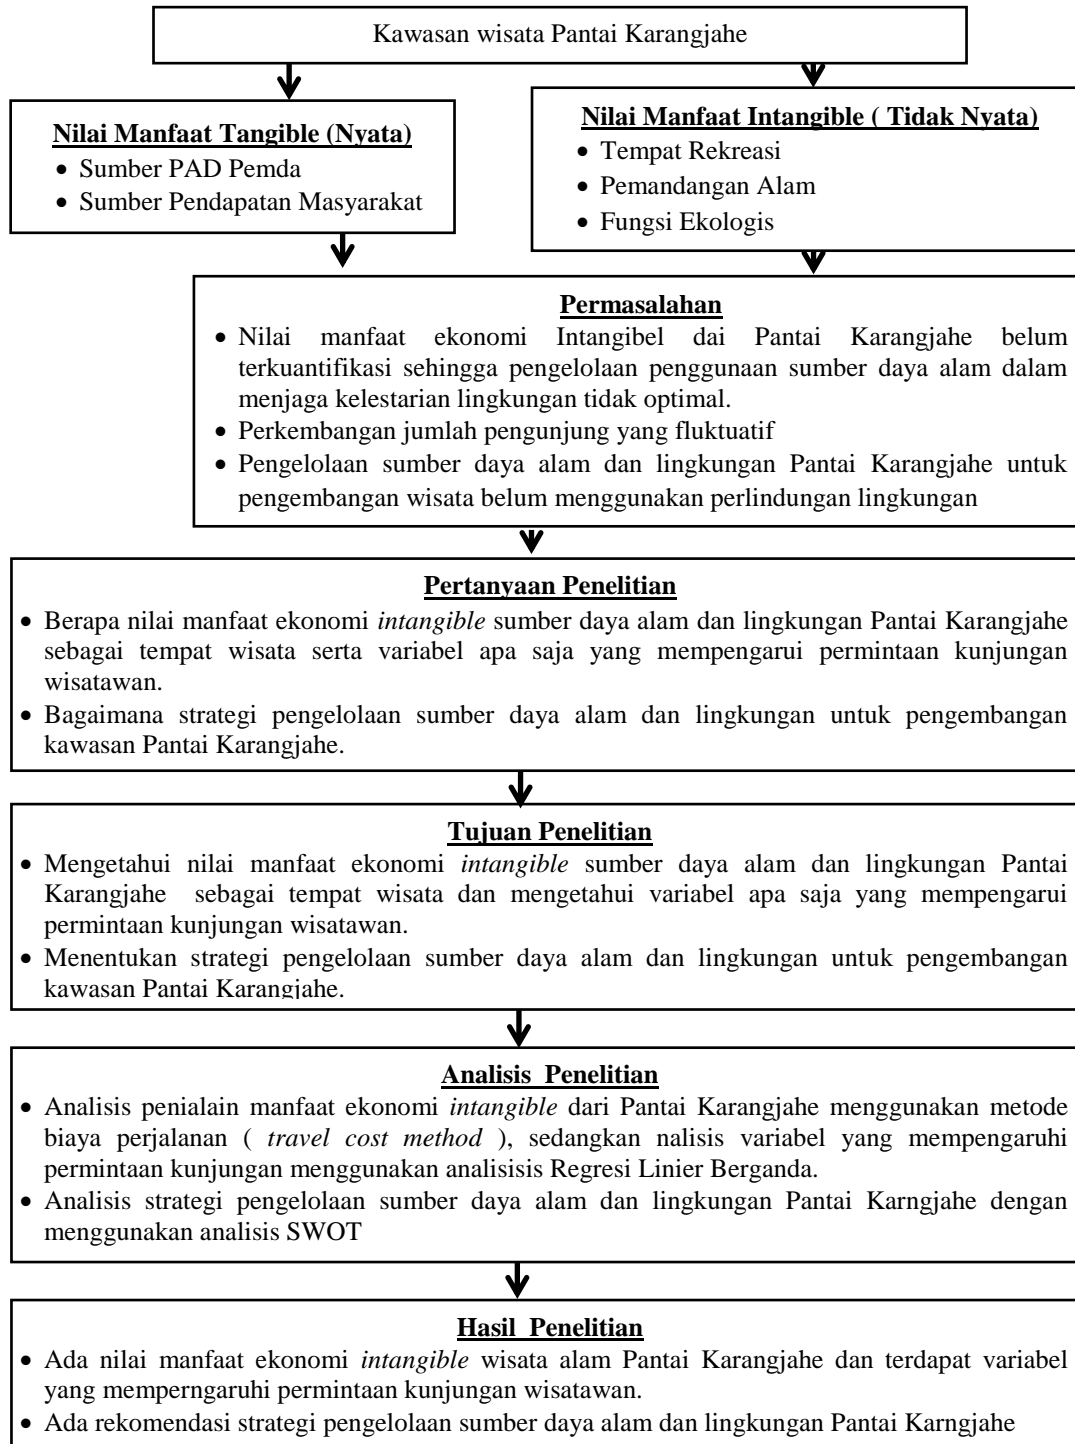 Kawasan wisata Pantai Karangjahe
Nilai Manfaat Tangible (Nyata)
• Sumber PAD Pemda
• Sumber Pendapatan Masyarakat
Nilai Manfaat Intangible ( Tidak Nyata)
• Tempat Rekreasi
• Pemandangan Alam
• Fungsi Ekologis
Permasalahan
• Nilai manfaat ekonomi Intangibel dai Pantai Karangjahe belum
terkuantifikasi sehingga pengelolaan penggunaan sumber daya alam dalam
menjaga kelestarian lingkungan tidak optimal.
• Perkembangan jumlah pengunjung yang fluktuatif
• Pengelolaan sumber daya alam dan lingkungan Pantai Karangjahe untuk
pengembangan wisata belum menggunakan perlindungan lingkungan
Pertanyaan Penelitian
• Berapa nilai manfaat ekonomi intangible sumber daya alam dan lingkungan Pantai Karangjahe
sebagai tempat wisata serta variabel apa saja yang mempengarui permintaan kunjungan
wisatawan.
• Bagaimana strategi pengelolaan sumber daya alam dan lingkungan untuk pengembangan
kawasan Pantai Karangjahe.
Tujuan Penelitian
• Mengetahui nilai manfaat ekonomi intangible sumber daya alam dan lingkungan Pantai
Karangjahe sebagai tempat wisata dan mengetahui variabel apa saja yang mempengarui
permintaan kunjungan wisatawan.
• Menentukan strategi pengelolaan sumber daya alam dan lingkungan untuk pengembangan
kawasan Pantai Karangjahe.
Analisis Penelitian
• Analisis penialain manfaat ekonomi intangible dari Pantai Karangjahe menggunakan metode
biaya perjalanan ( travel cost method ), sedangkan nalisis variabel yang mempengaruhi
permintaan kunjungan menggunakan analisisis Regresi Linier Berganda.
• Analisis strategi pengelolaan sumber daya alam dan lingkungan Pantai Karngjahe dengan
menggunakan analisis SWOT
Hasil Penelitian
• Ada nilai manfaat ekonomi intangible wisata alam Pantai Karangjahe dan terdapat variabel
yang memperngaruhi permintaan kunjungan wisatawan.
• Ada rekomendasi strategi pengelolaan sumber daya alam dan lingkungan Pantai Karngjahe